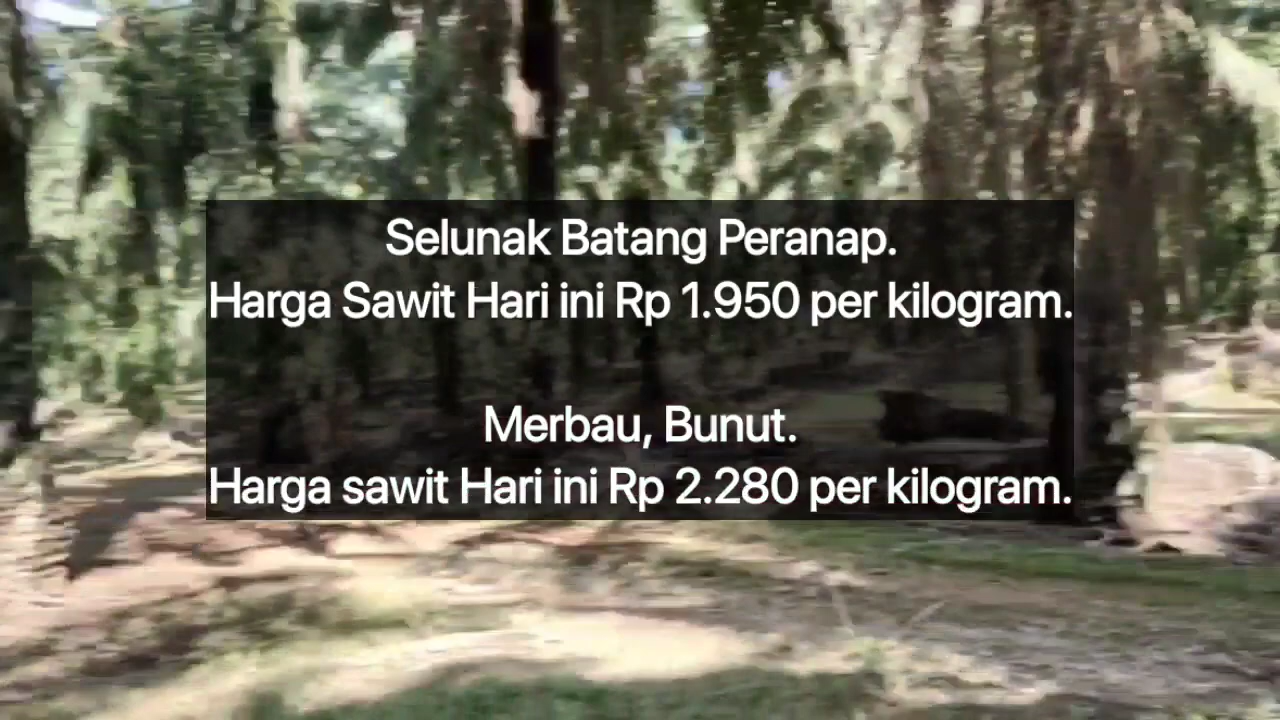 Selunak Batang Peranap.
Harga Sawit Hari ini Rp 1.950 per kilogram.
Merbau, Bunut.
Harga sawit Hari ini Rp 2.280 per kilogram.